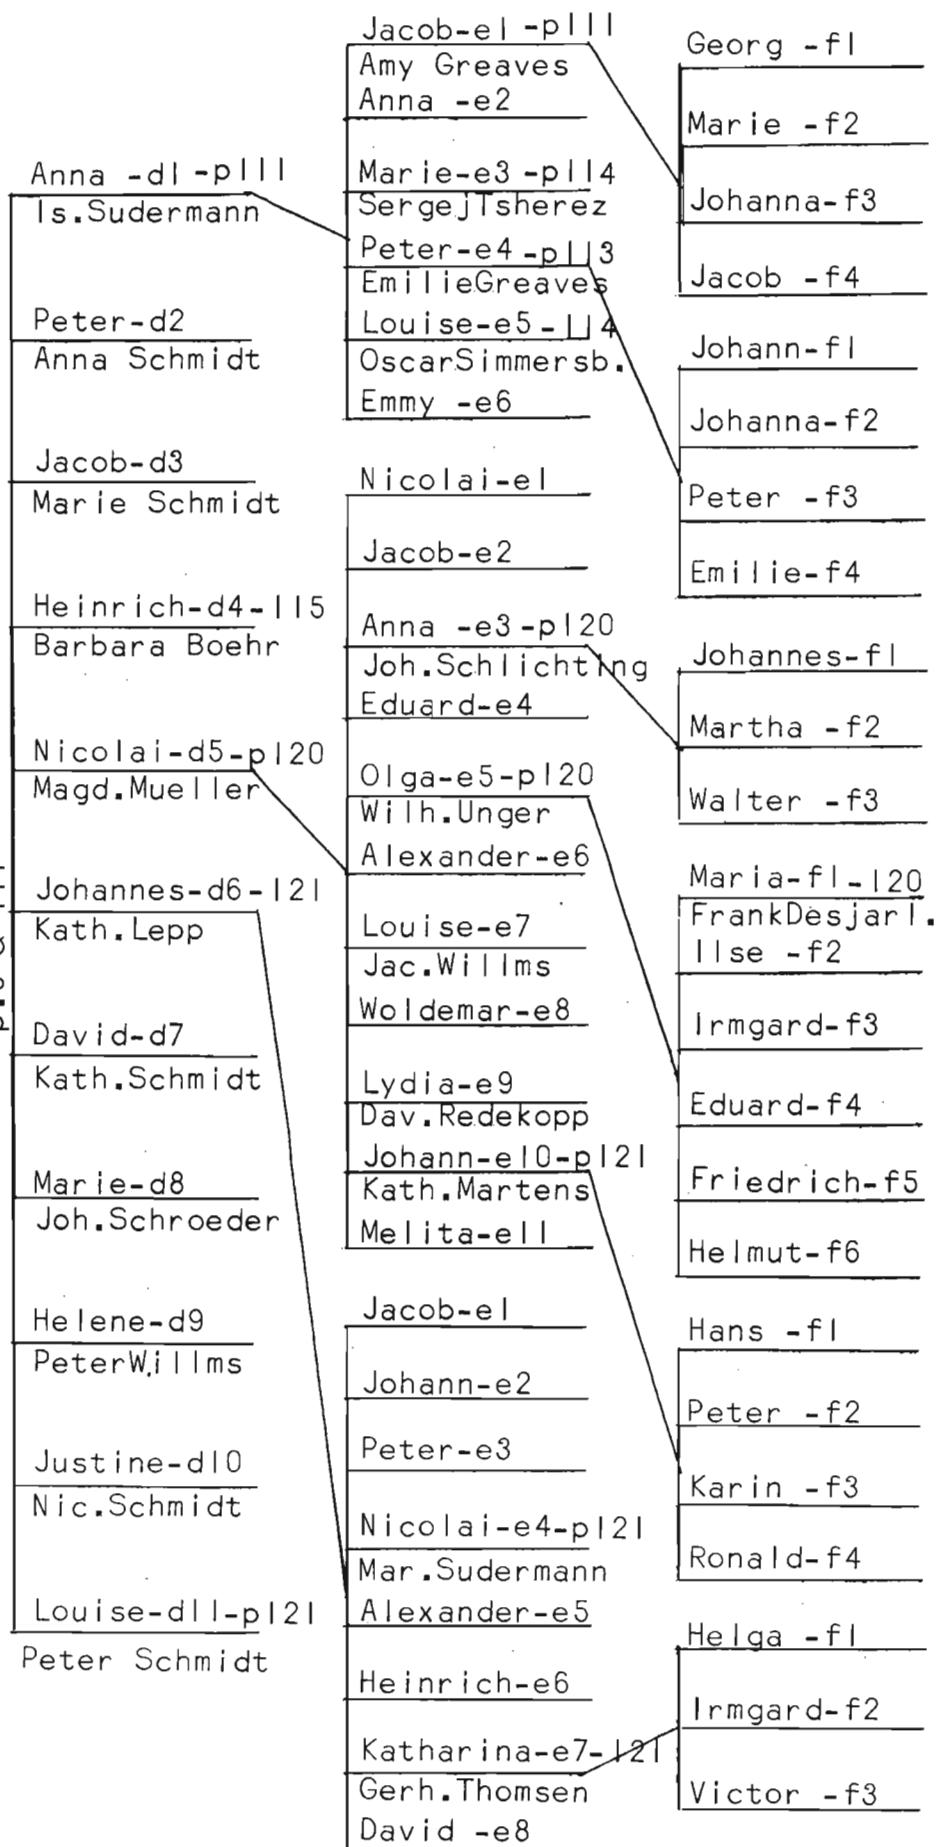 Anna -d1 -p111
Is.Sudermann
Peter-d2
Anna Schmidt
Jacob-d3
Marie Schmidt
Heinrich-d4-115
Barbara Boehr
Nicolai-d5-p120
Magd.Mueller
Johannes-d6-121
Kath.Lepp
David-d7
Kath.Schmidt
Marie-d8
Joh.Schroeder
Helene-d9
PeterWillms
Justine-d10
Nic.Schmidt
Louise-d11-p121
Peter Schmidt
Jacob-e1 -p111
Amy Greaves
Anna -e2
Marie-e3 -p114
SergejTsherez
Peter-e4 -p113
EmilieGreaves
Louise-e5 -114
OscarSimmersb.
Emmy -e6
Nicolai-e1
Jacob-e2
Anna -e3 -p120
Joh.Schlichting
Eduard-e4
Olga-e5-p120
Wilh.Unger
Alexander-e6
Louise-e7
Jac.Willms
Woldemar-e8
Lydia-e9
Dav.Redekopp
Johann-e10-p121
Kath.Martens
Melita-e11
Jacob-e1
Johann-e2
Peter-e3
Nicolai-e4-p121
Mar.Sudermann
Alexander-e5
Heinrich-e6
Katharina-e7-121
Gerh.Thomsen
David -e8
Georg -f1
Marie -f2
Johanna-f3
Jacob -f4
Johann-f1
Johanna-f2
Peter -f3
Emilie-f4
Johannes-f1
Martha -f2
Walter -f3
Maria-f1-120
FrankDesjarl.
Ilse -f2
Irmgard-f3
Eduard-f4
Friedrich-f5
Helmut-f6
Hans -f1
Peter -f2
Karin -f3
Ronald-f4
Helga -f1
Irmgard-f2
Victor -f3